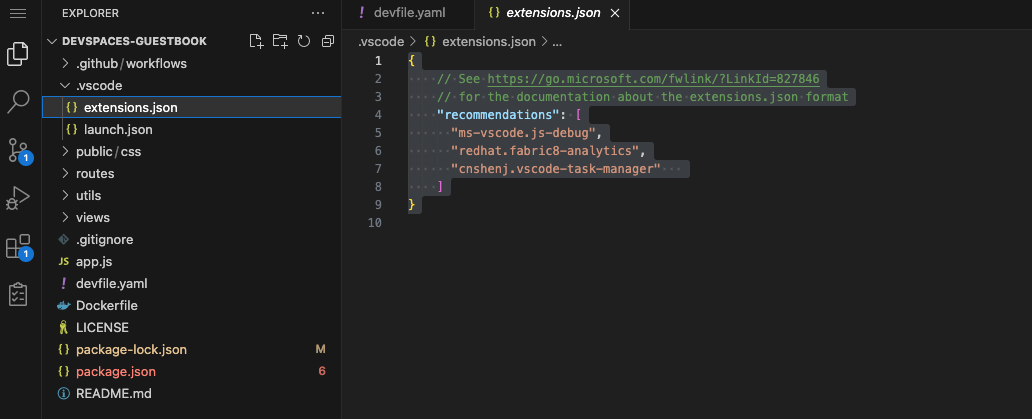 EXPLORER
DEVSPACES-GUESTBOOK
.github/workflows
.vscode
{} extensions.json
{} launch.json
public/css
routes
utils
views
.gitignore
JS app.js
! devfile.yaml
Dockerfile
LICENSE
{} package-lock.json M
{} package.json 6
README.md
1
1
! devfile.yaml
{} extensions.json
.vscode > {} extensions.json > ...
1 {
2 // See https://go.microsoft.com/fwlink/?LinkId=827846
3 // for the documentation about the extensions.json format
4 "recommendations": [
5 "ms-vscode.js-debug",
6 "redhat.fabric8-analytics",
7 "cnshenj.vscode-task-manager"
8 ]
9 }
10